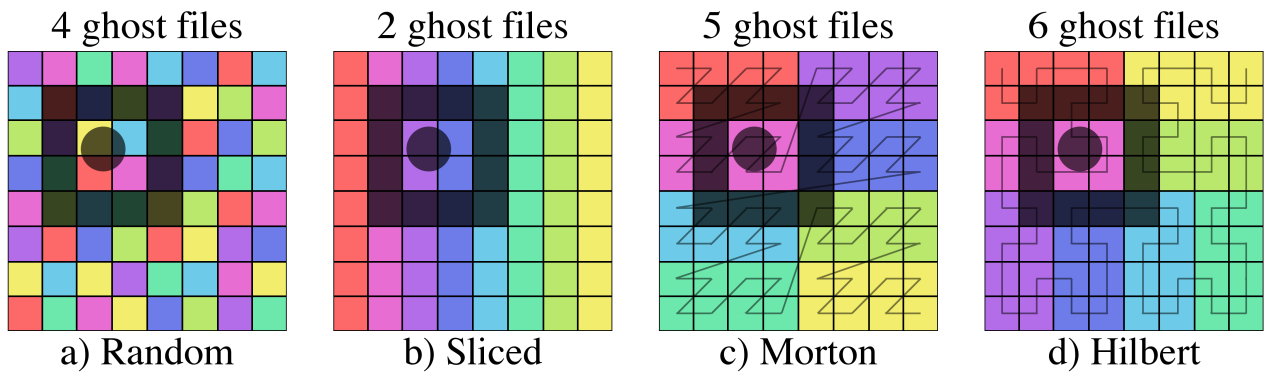 4 ghost files
2 ghost files
5 ghost files
6 ghost files
a) Random
b) Sliced
c) Morton
d) Hilbert